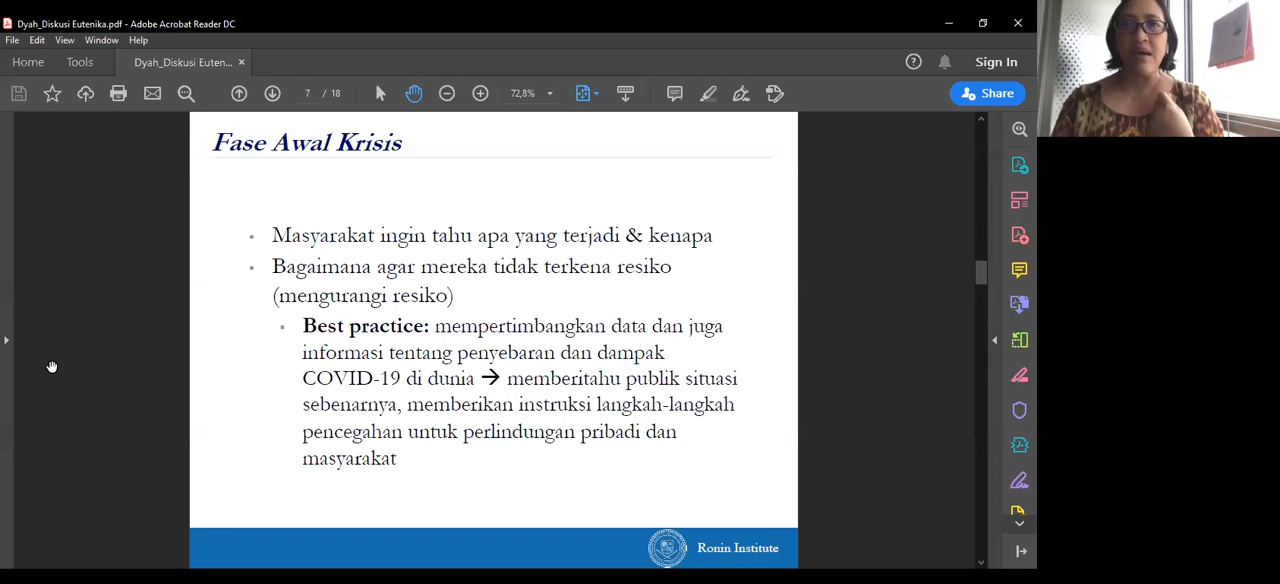 Dyah_Diskusi Eutenika.pdf - Adobe Acrobat Reader DC
File Edit View Window Help
Home Tools Dyah_Diskusi Euten... × Sign In
7 / 18 72,8% Share
Fase Awal Krisis
• Masyarakat ingin tahu apa yang terjadi & kenapa
• Bagaimana agar mereka tidak terkena resiko
(mengurangi resiko)
▪ Best practice: mempertimbangkan data dan juga
informasi tentang penyebaran dan dampak
COVID-19 di dunia → memberitahu publik situasi
sebenarnya, memberikan instruksi langkah-langkah
pencegahan untuk perlindungan pribadi dan
masyarakat
Ronin Institute